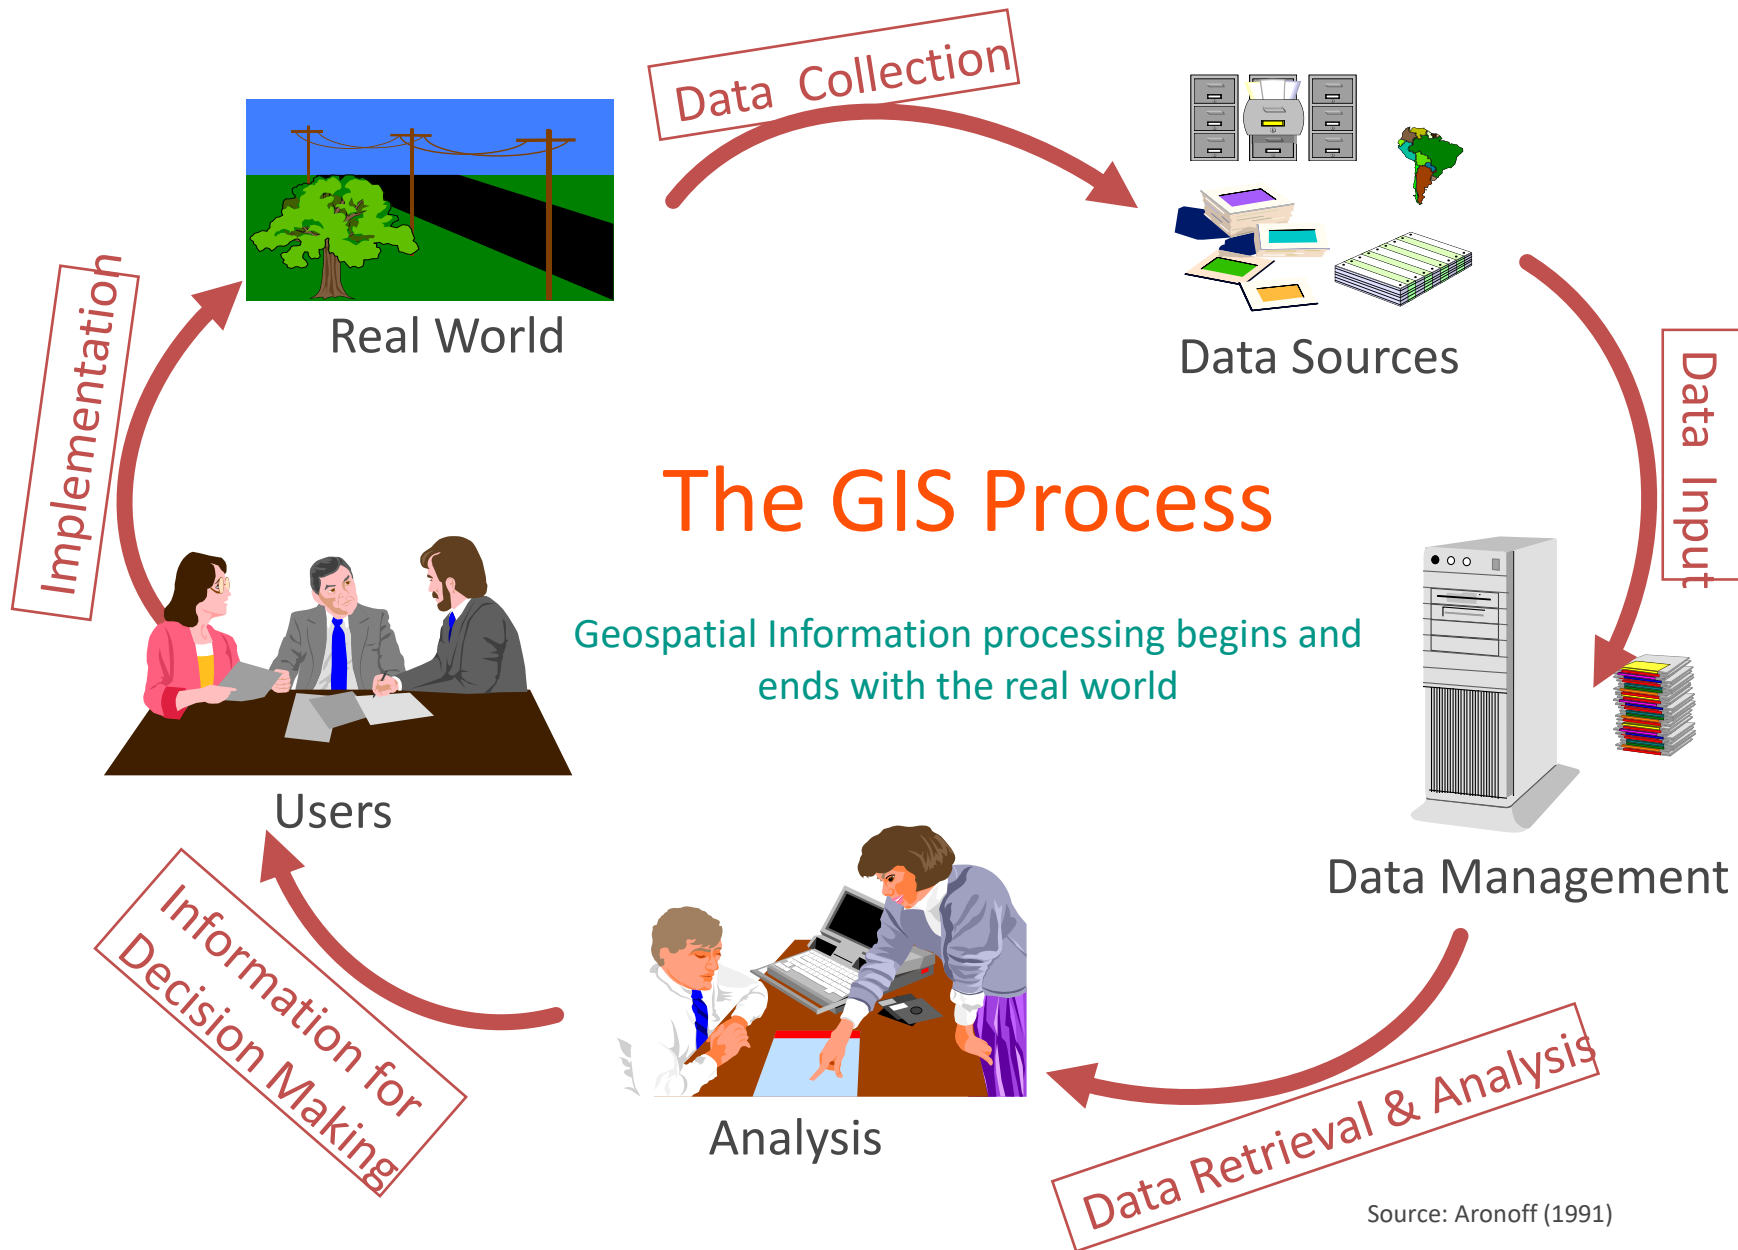 Data Collection
Real World
Data Sources
Implementation
Data Input
The GIS Process
Geospatial Information processing begins and
ends with the real world
Users
Data Management
Information for
Decision Making
Analysis
Data Retrieval & Analysis
Source: Aronoff (1991)